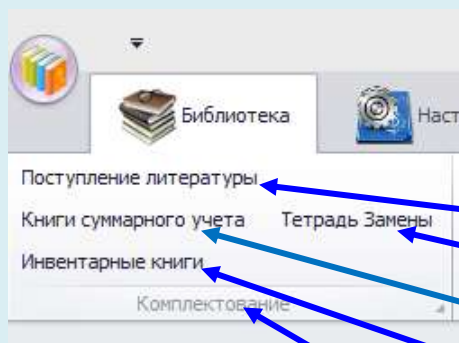 Библиотека Наст
Поступление литературы
Книги суммарного учета Тетрадь Замены
Инвентарные книги
Комплектование